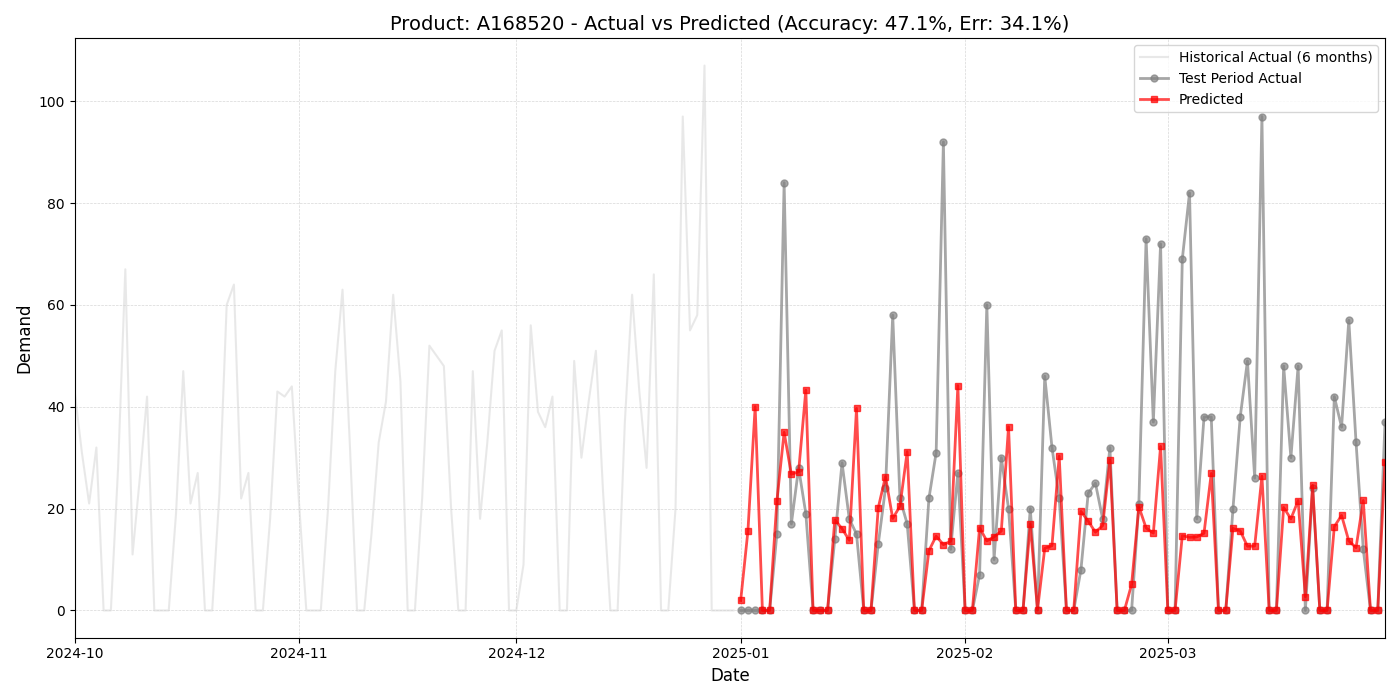 Product: A168520 - Actual vs Predicted (Accuracy: 47.1%, Err: 34.1%)
Historical Actual (6 months)
Test Period Actual
Predicted
Demand
100
80
60
40
20
0
2024-10
2024-11
2024-12
2025-01
2025-02
2025-03
Date